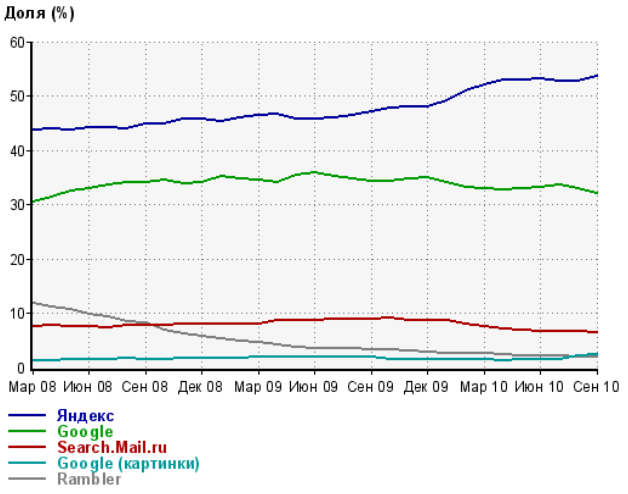 Доля (%)
60
50
40
30
20
10
0
Мар 08 Июн 08 Сен 08 Дек 08 Мар 09 Июн 09 Сен 09 Дек 09 Мар 10 Июн 10 Сен 10
Яндекс
Google
Search.Mail.ru
Google (картинки)
Rambler